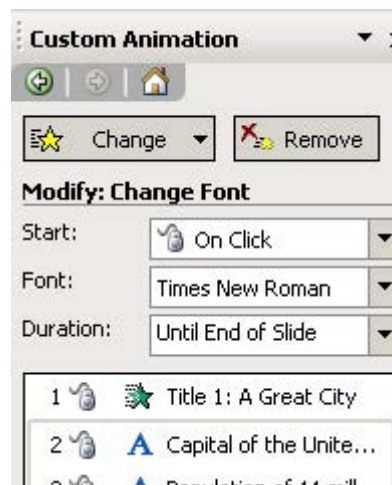 Custom Animation
Change
Remove
Modify: Change Font
Start:
On Click
Font:
Times New Roman
Duration:
Until End of Slide
1 Title 1: A Great City
2 A Capital of the Unite...